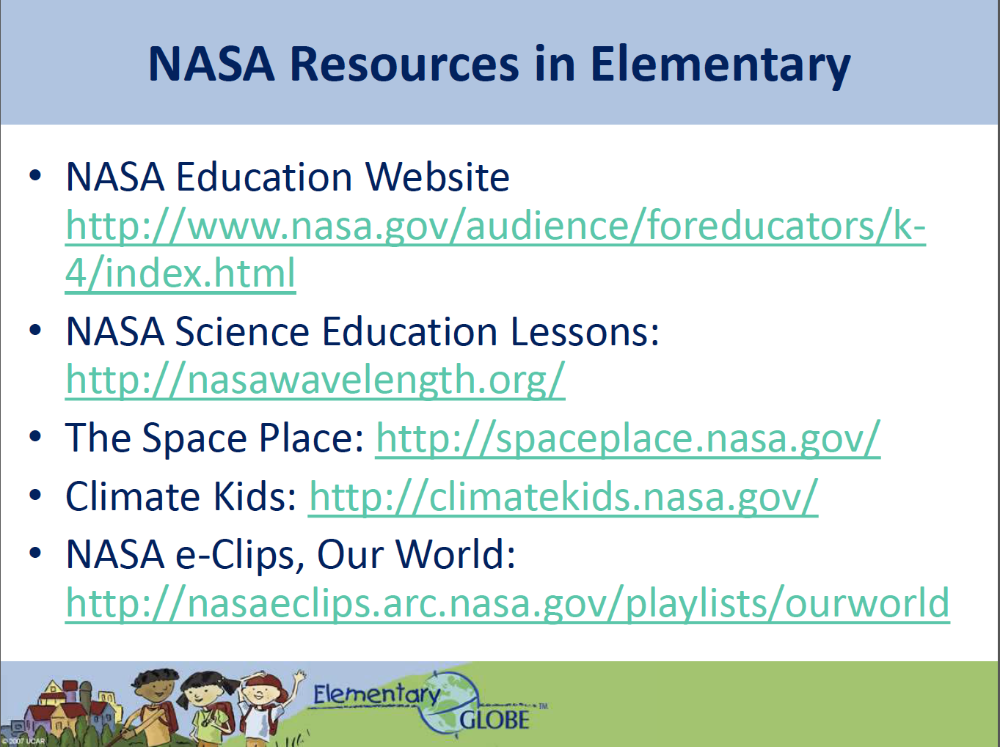 NASA Resources in Elementary
• NASA Education Website
http://www.nasa.gov/audience/foreducators/k-
4/index.html
• NASA Science Education Lessons:
http://nasawavelength.org/
• The Space Place: http://spaceplace.nasa.gov/
• Climate Kids: http://climatekids.nasa.gov/
• NASA e-Clips, Our World:
http://nasaeclips.arc.nasa.gov/playlists/ourworld
Elementary
GLOBE™
© 2007 UCAR